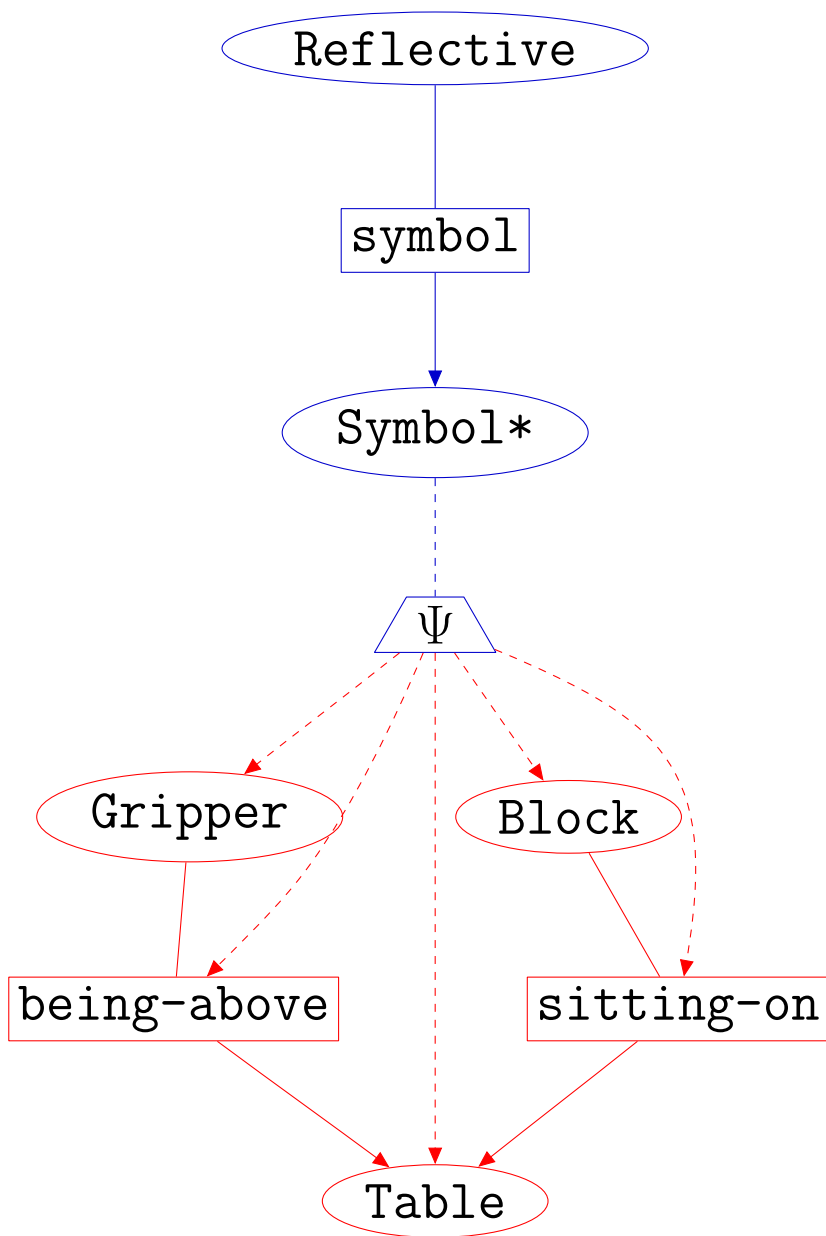 Reflective
symbol
Symbol*
Ψ
Gripper
Block
being-above
sitting-on
Table